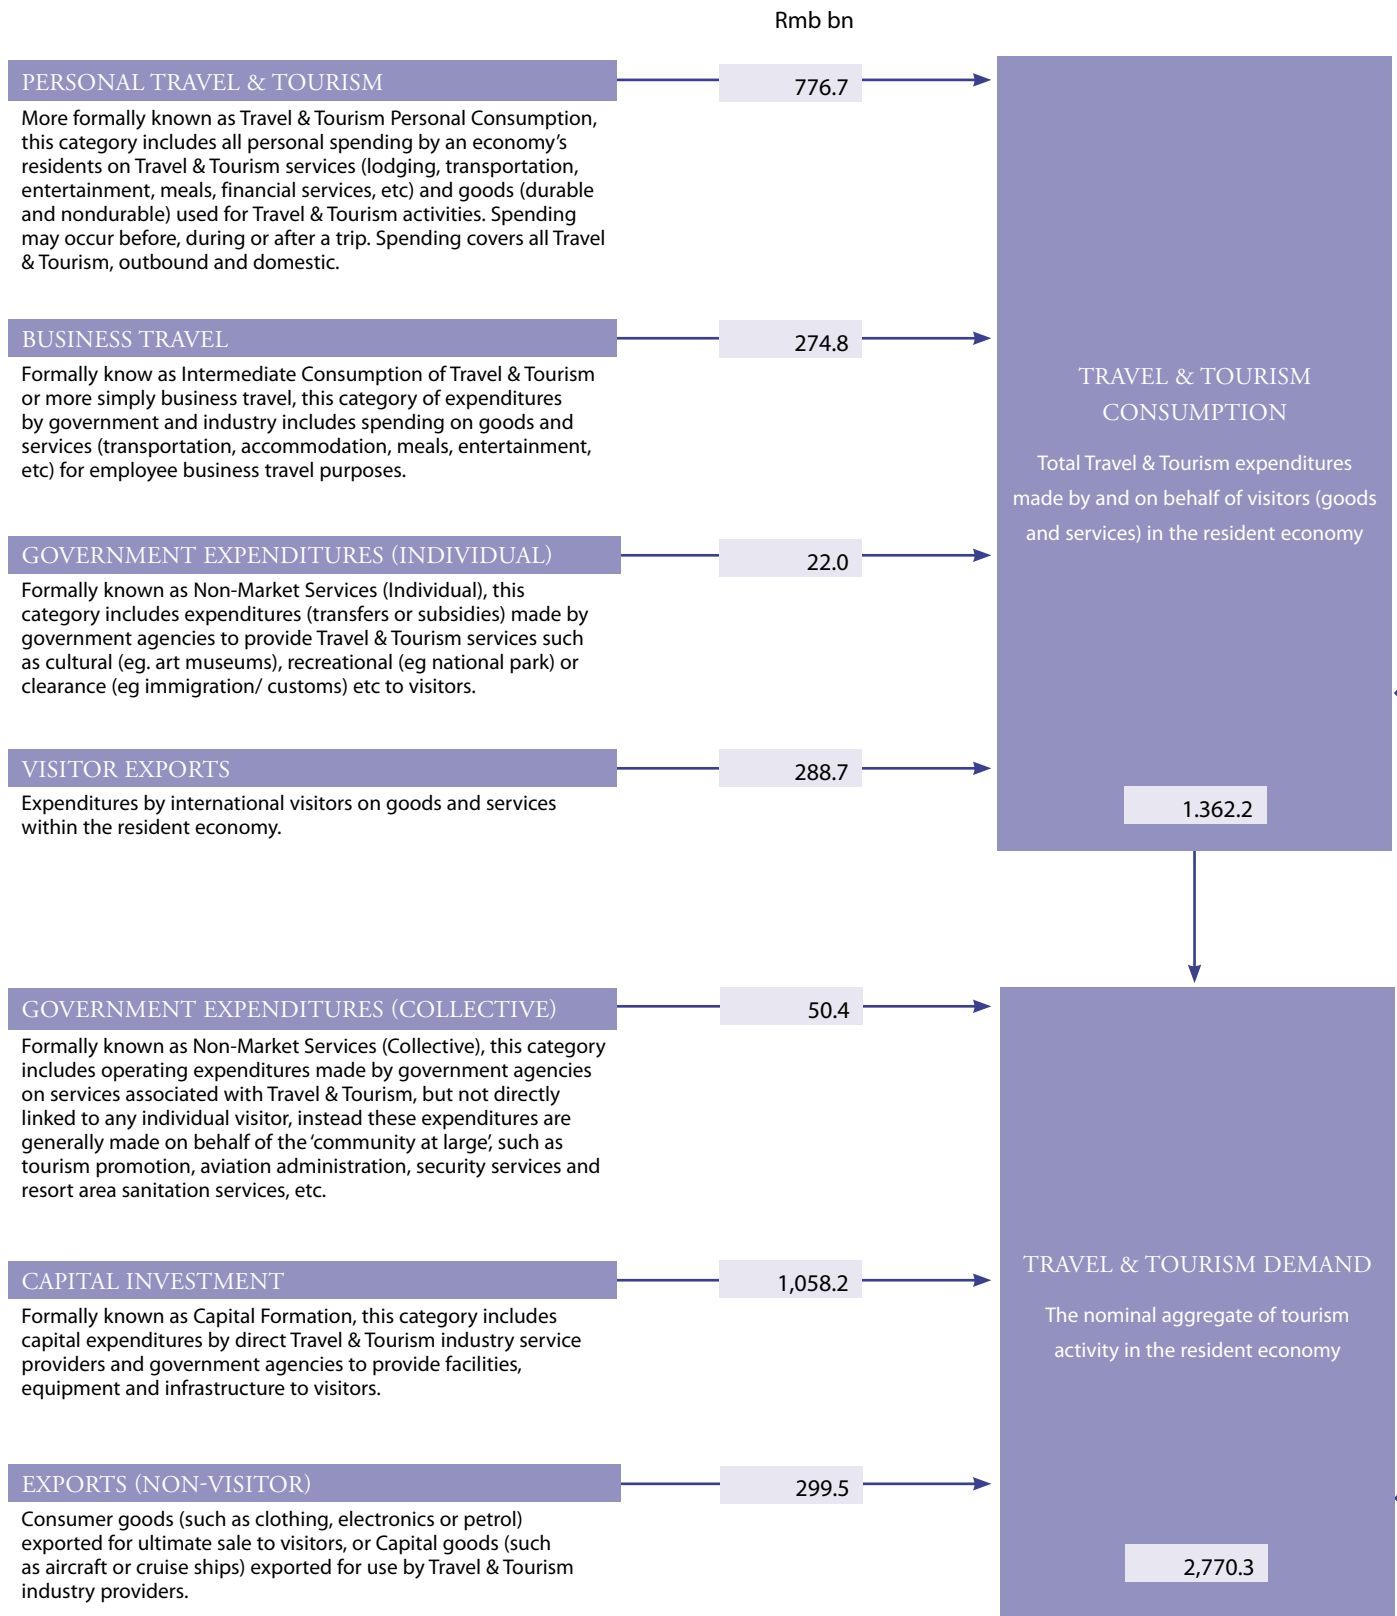 Rmb bn
PERSONAL TRAVEL & TOURISM
776.7
More formally known as Travel & Tourism Personal Consumption,
this category includes all personal spending by an economy's
residents on Travel & Tourism services (lodging, transportation,
entertainment, meals, financial services, etc) and goods (durable
and nondurable) used for Travel & Tourism activities. Spending
may occur before, during or after a trip. Spending covers all Travel
& Tourism, outbound and domestic.
BUSINESS TRAVEL
274.8
Formally know as Intermediate Consumption of Travel & Tourism
or more simply business travel, this category of expenditures
by government and industry includes spending on goods and
services (transportation, accommodation, meals, entertainment,
etc) for employee business travel purposes.
GOVERNMENT EXPENDITURES (INDIVIDUAL)
22.0
Formally known as Non-Market Services (Individual), this
category includes expenditures (transfers or subsidies) made by
government agencies to provide Travel & Tourism services such
as cultural (eg. art museums), recreational (eg national park) or
clearance (eg immigration/ customs) etc to visitors.
VISITOR EXPORTS
288.7
Expenditures by international visitors on goods and services
within the resident economy.
TRAVEL & TOURISM
CONSUMPTION
Total Travel & Tourism expenditures
made by and on behalf of visitors (goods
and services) in the resident economy
1.362.2
GOVERNMENT EXPENDITURES (COLLECTIVE)
50.4
Formally known as Non-Market Services (Collective), this category
includes operating expenditures made by government agencies
on services associated with Travel & Tourism, but not directly
linked to any individual visitor, instead these expenditures are
generally made on behalf of the 'community at large', such as
tourism promotion, aviation administration, security services and
resort area sanitation services, etc.
CAPITAL INVESTMENT
1,058.2
Formally known as Capital Formation, this category includes
capital expenditures by direct Travel & Tourism industry service
providers and government agencies to provide facilities,
equipment and infrastructure to visitors.
EXPORTS (NON-VISITOR)
299.5
Consumer goods (such as clothing, electronics or petrol)
exported for ultimate sale to visitors, or Capital goods (such
as aircraft or cruise ships) exported for use by Travel & Tourism
industry providers.
TRAVEL & TOURISM DEMAND
The nominal aggregate of tourism
activity in the resident economy
2,770.3